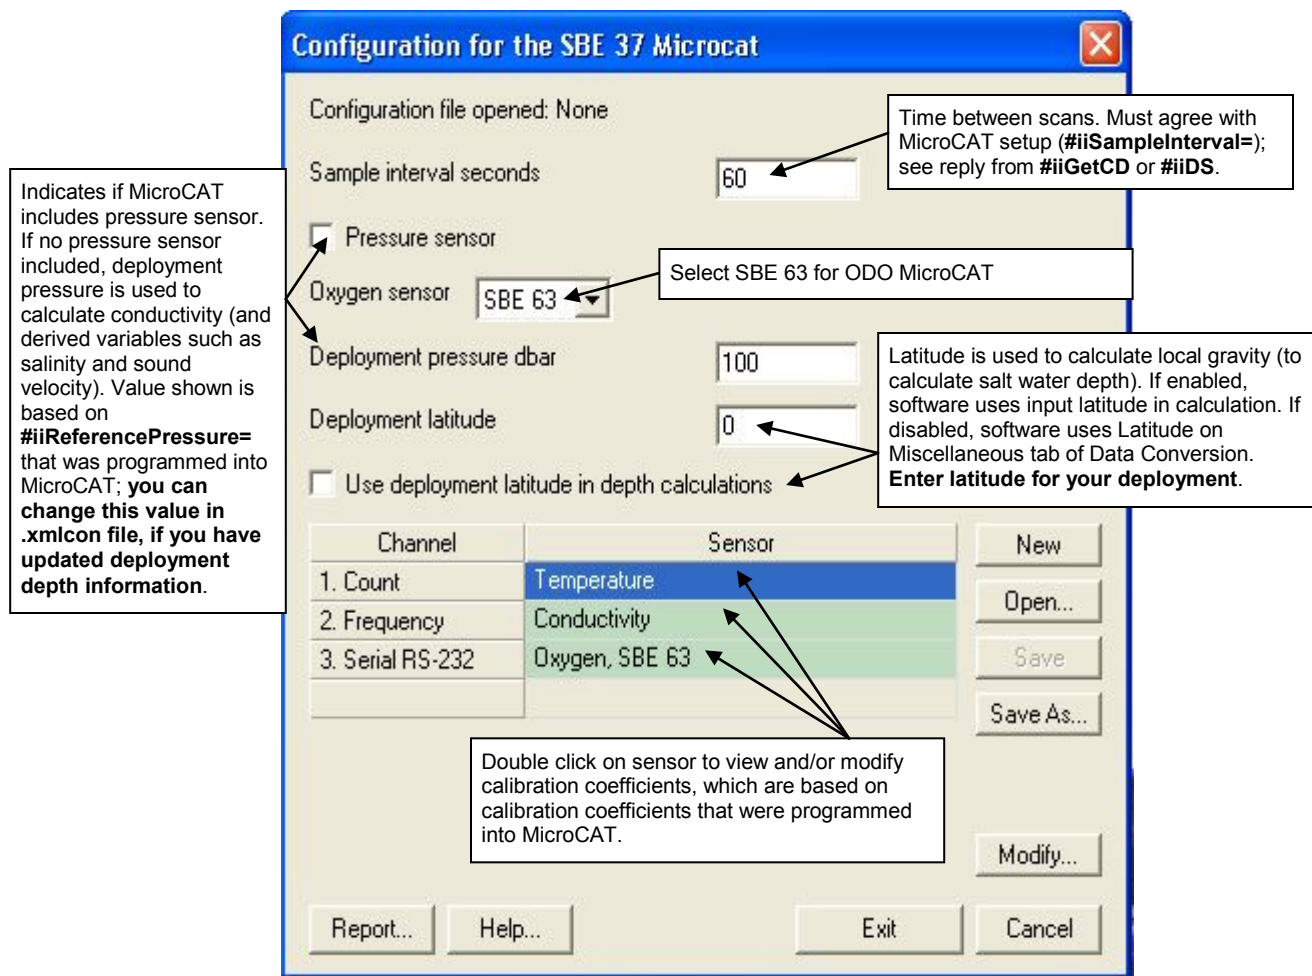 Configuration for the SBE 37 Microcat
Configuration file opened: None
Time between scans. Must agree with
MicroCAT setup (#iiSampleInterval=);
see reply from #iiGetCD or #iiDS.
Sample interval seconds
60
Indicates if MicroCAT
includes pressure sensor.
If no pressure sensor
included, deployment
pressure is used to
calculate conductivity (and
derived variables such as
salinity and sound
velocity). Value shown is
based on
#iiReferencePressure=
that was programmed into
MicroCAT; you can
change this value in
.xmlcon file, if you have
updated deployment
depth information.
Pressure sensor
Oxygen sensor
SBE 63
Select SBE 63 for ODO MicroCAT
Deployment pressure dbar
100
Latitude is used to calculate local gravity (to
calculate salt water depth). If enabled,
software uses input latitude in calculation. If
disabled, software uses Latitude on
Miscellaneous tab of Data Conversion.
Enter latitude for your deployment.
Deployment latitude
0
Use deployment latitude in depth calculations
Channel Sensor
1. Count Temperature
2. Frequency Conductivity
3. Serial RS-232 Oxygen, SBE 63
New
Open...
Save
Save As...
Double click on sensor to view and/or modify
calibration coefficients, which are based on
calibration coefficients that were programmed
into MicroCAT.
Modify...
Report... Help... Exit Cancel